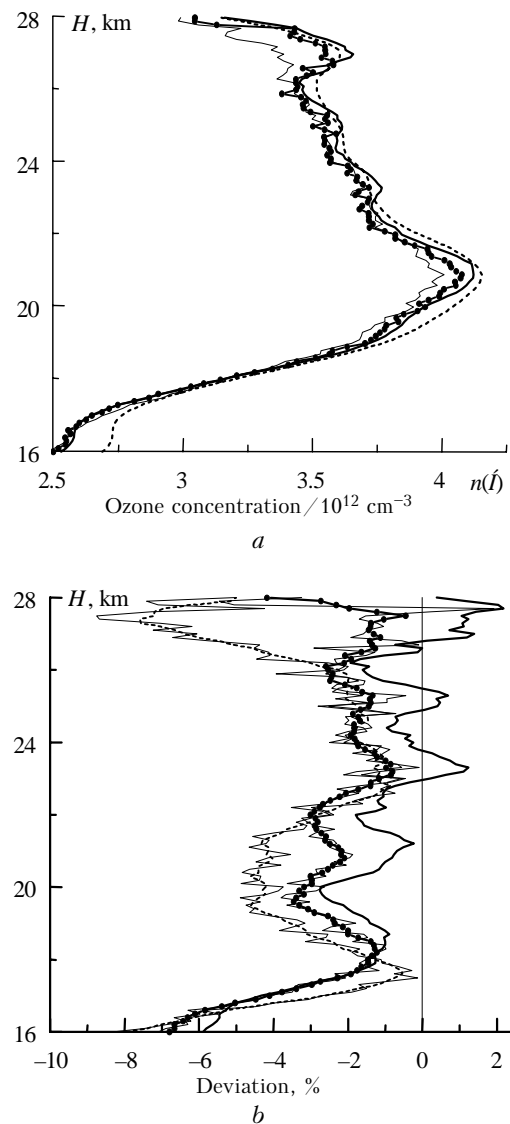 28
H, km
24
20
16
2.5 3 3.5 4 n(Í)
Ozone concentration / 10¹² cm⁻³
a
28
H, km
24
20
16
–10 –8 –6 –4 –2 0 2
Deviation, %
b